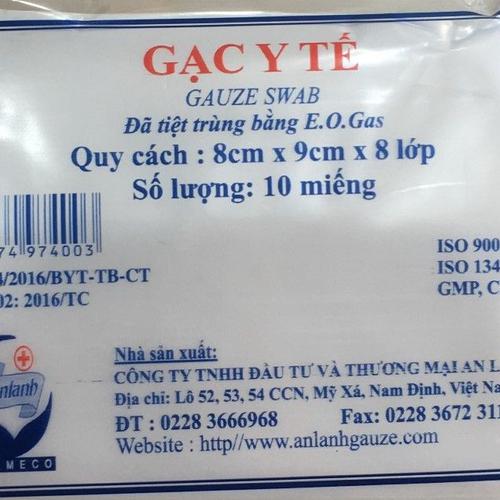 GẠC Y TẾ
GAUZE SWAB
Đã tiệt trùng bằng E.O.Gas
Quy cách : 8cm x 9cm x 8 lớp
Số lượng: 10 miếng
74 974003
ISO 900
/2016/BYT-TB-CT
ISO 134
02: 2016/TC
GMP, C
Nhà sản xuất:
CÔNG TY TNHH ĐẦU TƯ VÀ THƯƠNG MẠI AN L
Địa chỉ: Lô 52, 53, 54 CCN, Mỹ Xá, Nam Định, Việt Na
ĐT : 0228 3666968 Fax: 0228 3672 311
Website : http//www.anlanhgauze.com
anlanh
MECO